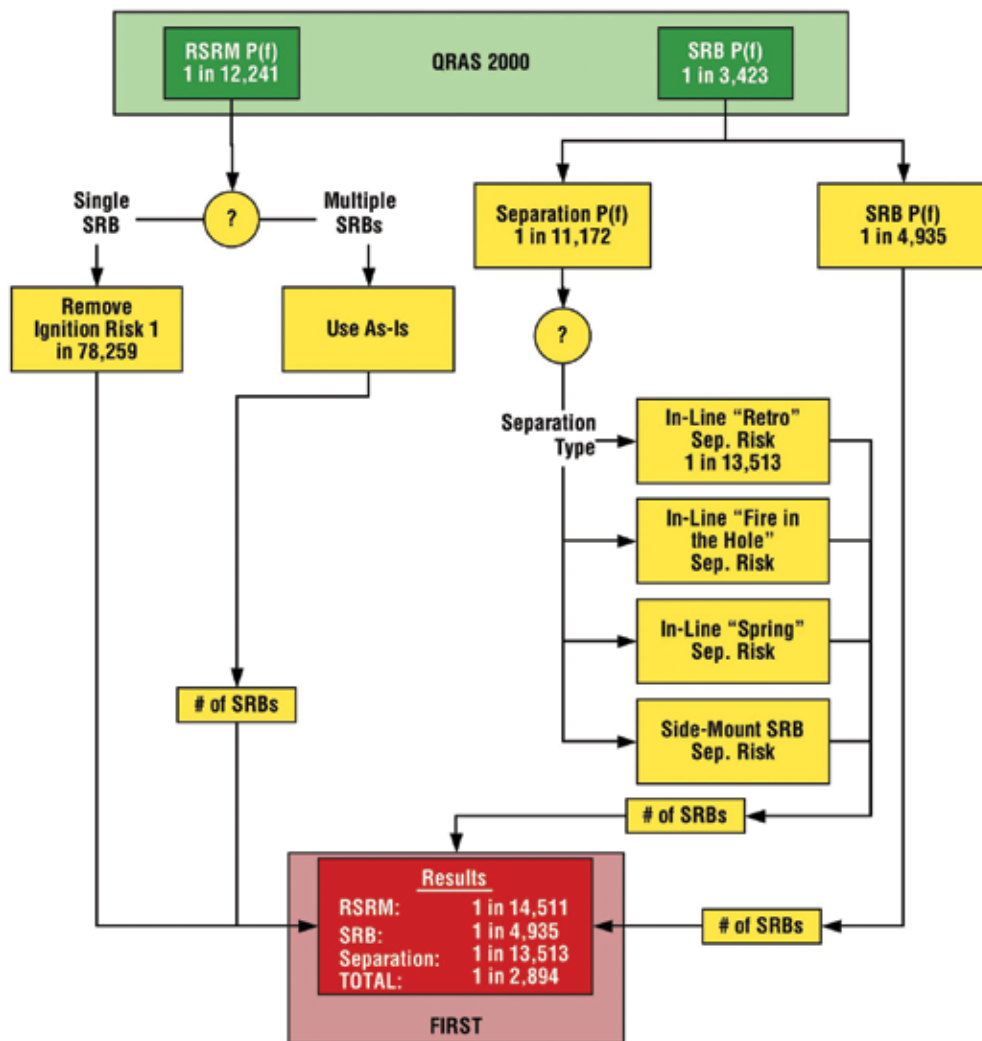 RSRM P(f)
1 in 12,241
QRAS 2000
SRB P(f)
1 in 3,423
Single
SRB
?
Multiple
SRBs
Separation P(f)
1 in 11,172
SRB P(f)
1 in 4,935
Remove
Ignition Risk 1
in 78,259
Use As-Is
?
Separation
Type
In-Line “Retro”
Sep. Risk
1 in 13,513
In-Line “Fire in
the Hole”
Sep. Risk
In-Line “Spring”
Sep. Risk
# of SRBs
Side-Mount SRB
Sep. Risk
# of SRBs
Results
RSRM: 1 in 14,511
SRB: 1 in 4,935
Separation: 1 in 13,513
TOTAL: 1 in 2,894
# of SRBs
FIRST